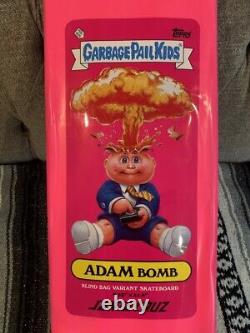 Topps
GARBAGE PAIL KIDS
ADAM BOMB
BLIND BAG VARIANT SKATEBOARD